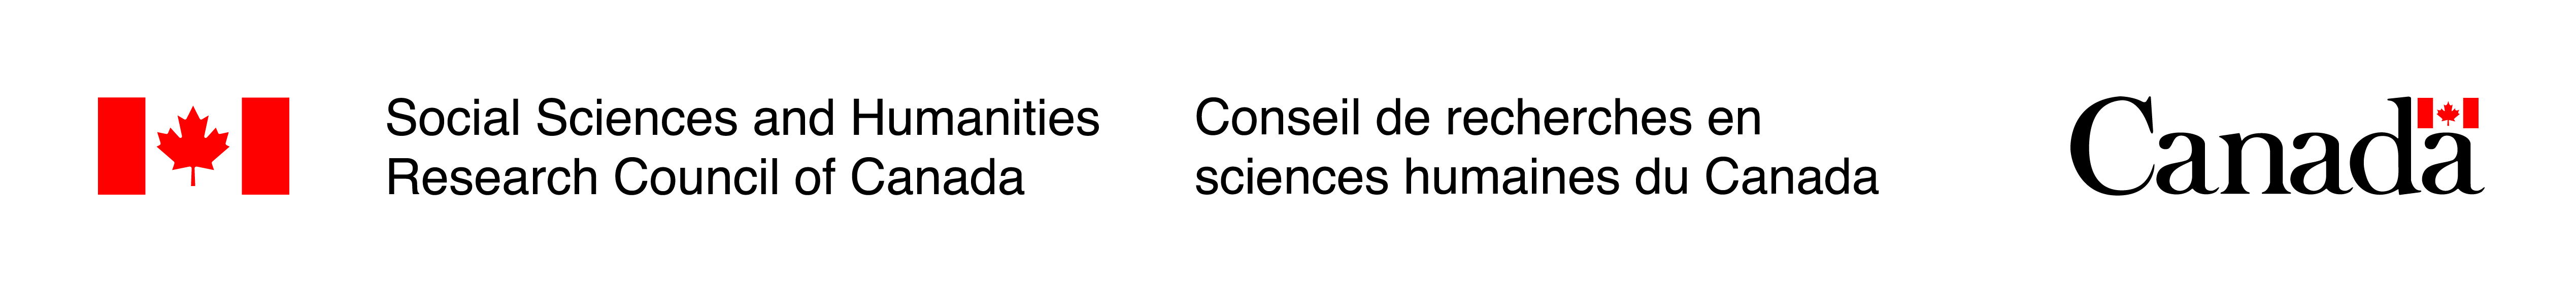 Social Sciences and Humanities
Research Council of Canada
Conseil de recherches en
sciences humaines du Canada
Canada